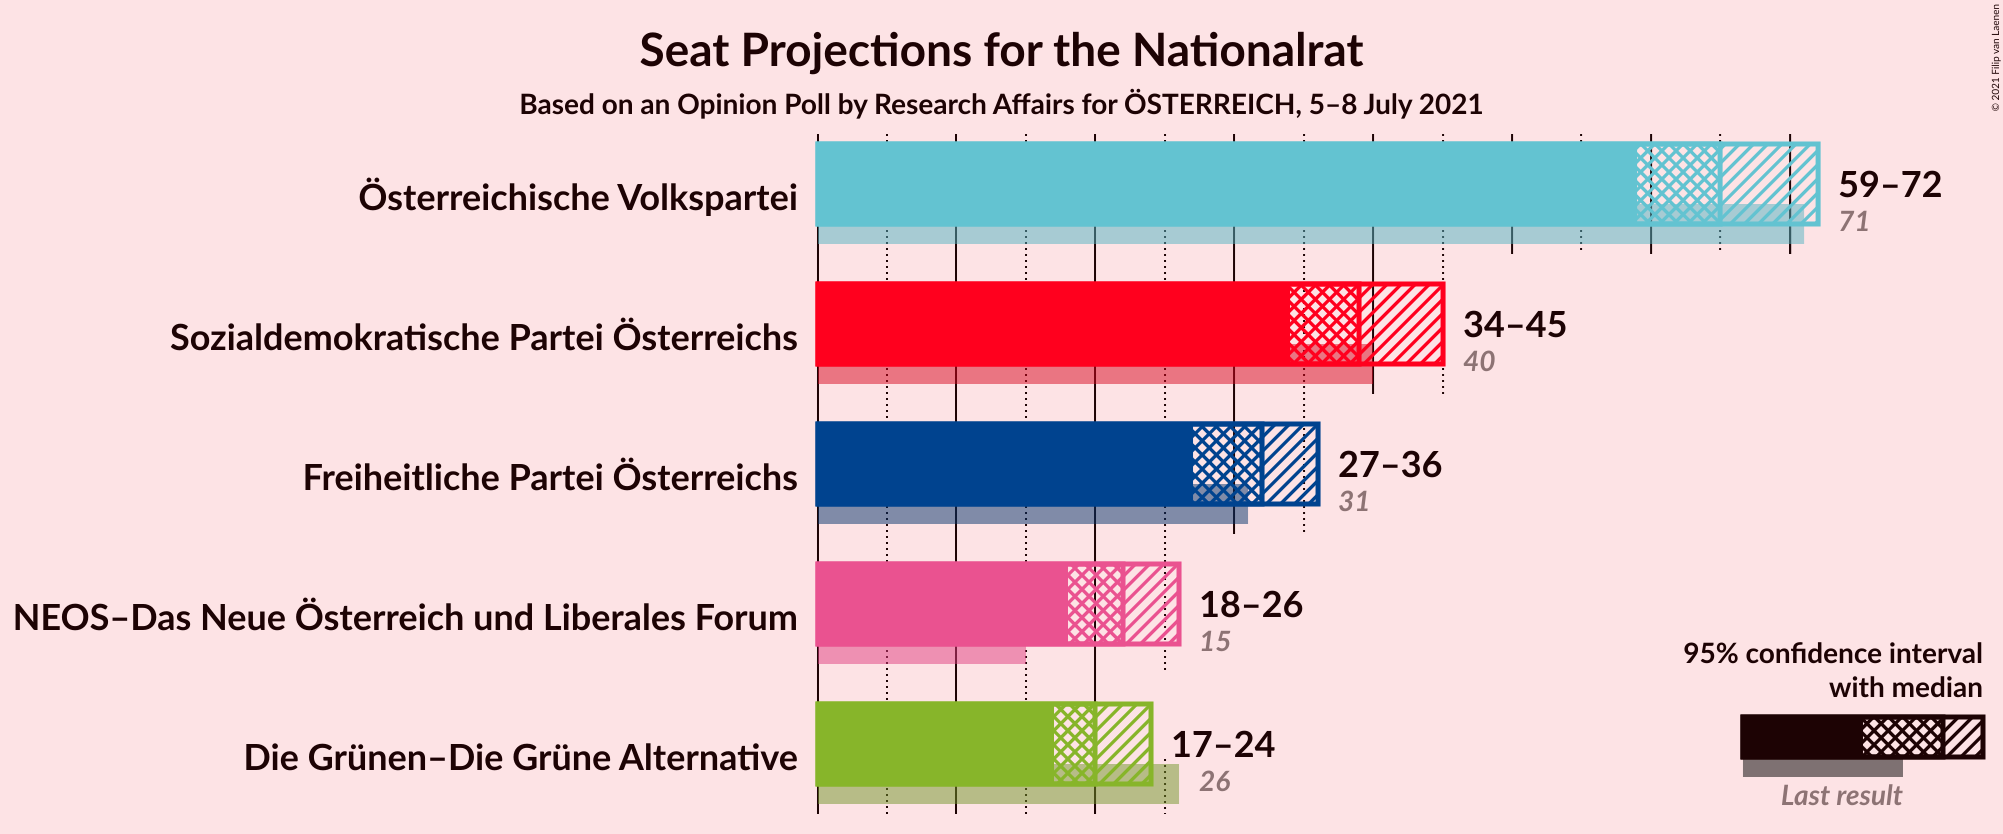 Seat Projections for the Nationalrat
Based on an Opinion Poll by Research Affairs for ÖSTERREICH, 5–8 July 2021
© 2021 Filip van Laenen
Österreichische Volkspartei
59–72
71
Sozialdemokratische Partei Österreichs
34–45
40
Freiheitliche Partei Österreichs
27–36
31
NEOS–Das Neue Österreich und Liberales Forum
18–26
15
Die Grünen–Die Grüne Alternative
17–24
26
95% confidence interval
with median
Last result